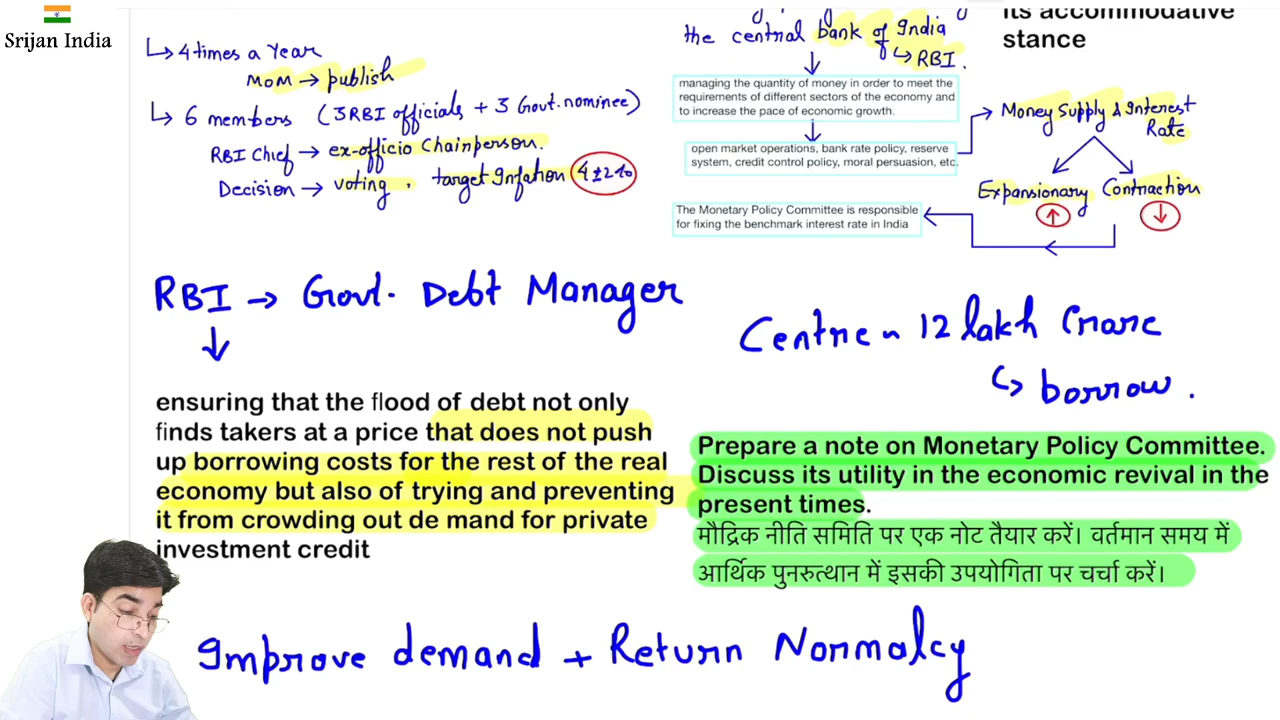 Srijan India
↳ 4 times a Year
MoM → publish
↳ 6 members (3 RBI officials + 3 Govt. nominee)
RBI Chief → ex-officio Chairperson.
Decision → voting, target Infation 4 ± 2%
the central bank of India
↳ RBI.
managing the quantity of money in order to meet the
requirements of different sectors of the economy and
to increase the pace of economic growth.
open market operations, bank rate policy, reserve
system, credit control policy, moral persuasion, etc.
The Monetary Policy Committee is responsible
for fixing the benchmark interest rate in India
its accommodative
stance
Money Supply & Interest
Rate
Expansionary Contraction
↑ ↓
RBI → Govt. Debt Manager
↓
ensuring that the flood of debt not only
finds takers at a price that does not push
up borrowing costs for the rest of the real
economy but also of trying and preventing
it from crowding out de mand for private
investment credit
Centre ~ 12 lakh Crore
↳ borrow.
Prepare a note on Monetary Policy Committee.
Discuss its utility in the economic revival in the
present times.
मौद्रिक नीति समिति पर एक नोट तैयार करें। वर्तमान समय में
आर्थिक पुनरुत्थान में इसकी उपयोगिता पर चर्चा करें।
Improve demand + Return Normalcy